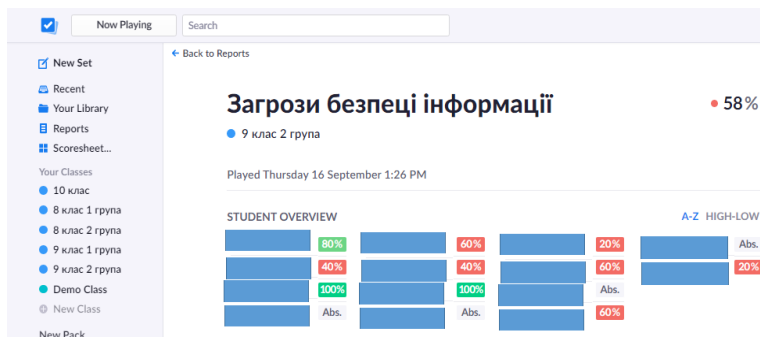 Now Playing
Search
New Set
Recent
Your Library
Reports
Scoresheet...
Your Classes
10 клас
8 клас 1 група
8 клас 2 група
9 клас 1 група
9 клас 2 група
Demo Class
New Class
New Pack
Back to Reports
Загрози безпеці інформації
58%
9 клас 2 група
Played Thursday 16 September 1:26 PM
STUDENT OVERVIEW
A-Z HIGH-LOW
80% 60% 20% Abs.
40% 40% 60% 20%
100% 100% Abs.
Abs. Abs. 60%